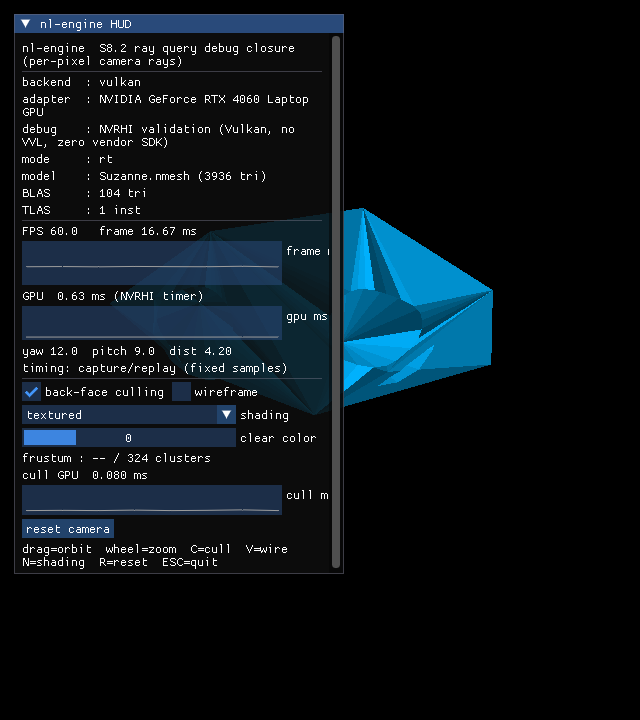 nl-engine HUD
nl-engine  S8.2 ray query debug closure
(per-pixel camera rays)
backend  : vulkan
adapter  : NVIDIA GeForce RTX 4060 Laptop
GPU
debug    : NVRHI validation (Vulkan, no
VVL, zero vendor SDK)
mode     : rt
model    : Suzanne.nmesh (3936 tri)
BLAS     : 104 tri
TLAS     : 1 inst
FPS 60.0   frame 16.67 ms
frame
GPU  0.63 ms (NVRHI timer)
gpu ms
yaw 12.0  pitch 9.0  dist 4.20
timing: capture/replay (fixed samples)
back-face culling  wireframe
textured  shading
0  clear color
frustum : -- / 324 clusters
cull GPU  0.080 ms
cull m
reset camera
drag=orbit  wheel=zoom  C=cull  V=wire
N=shading  R=reset  ESC=quit